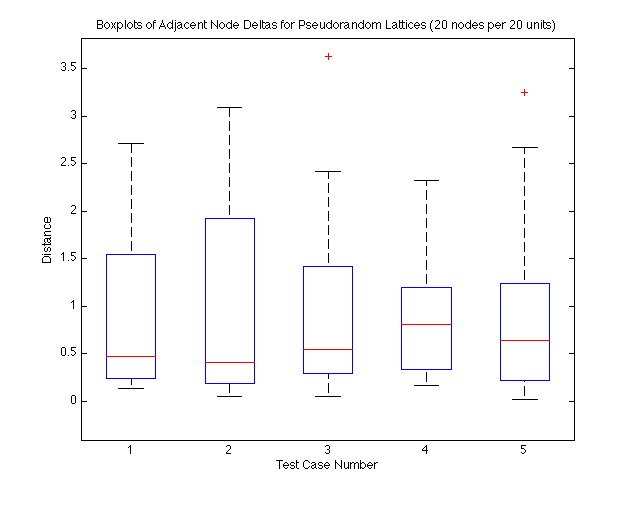 Boxplots of Adjacent Node Deltas for Pseudorandom Lattices (20 nodes per 20 units)
3.5
3
2.5
2
1.5
1
0.5
0
Distance
1 2 3 4 5
Test Case Number